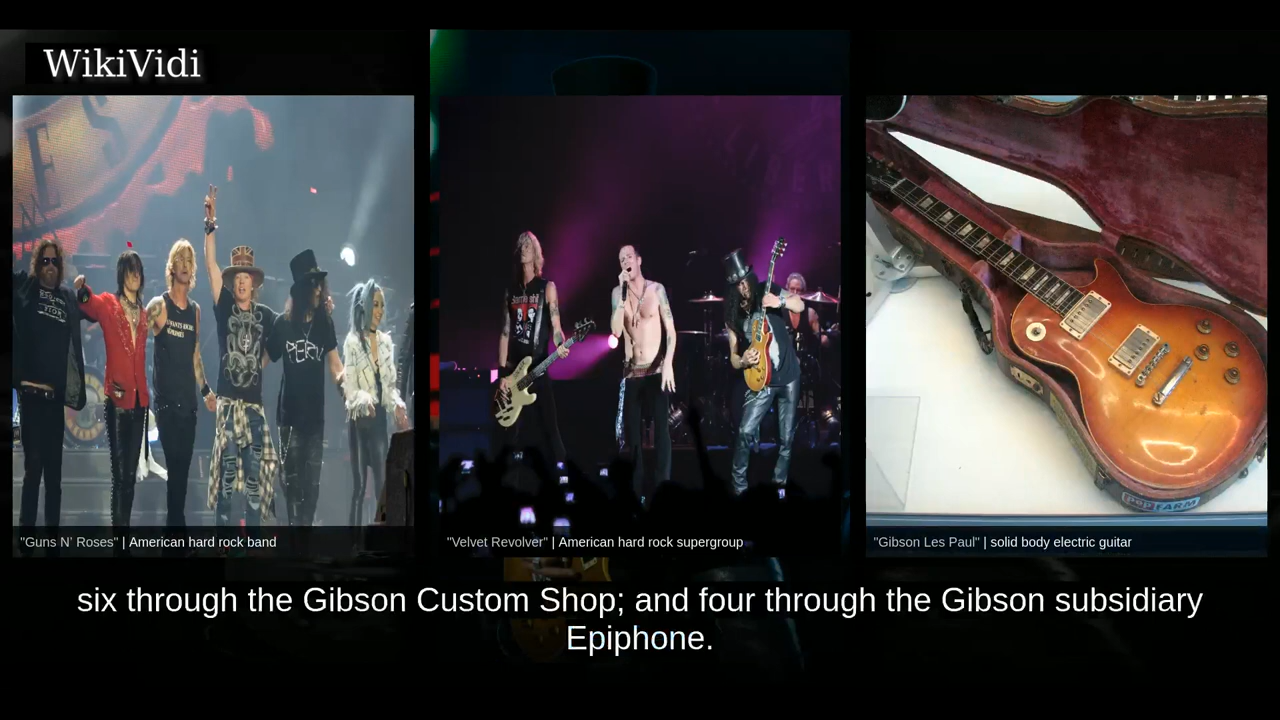 WikiVidi
E S
PERU
"Guns N' Roses" | American hard rock band
"Velvet Revolver" | American hard rock supergroup
"Gibson Les Paul" | solid body electric guitar
six through the Gibson Custom Shop; and four through the Gibson subsidiary
Epiphone.